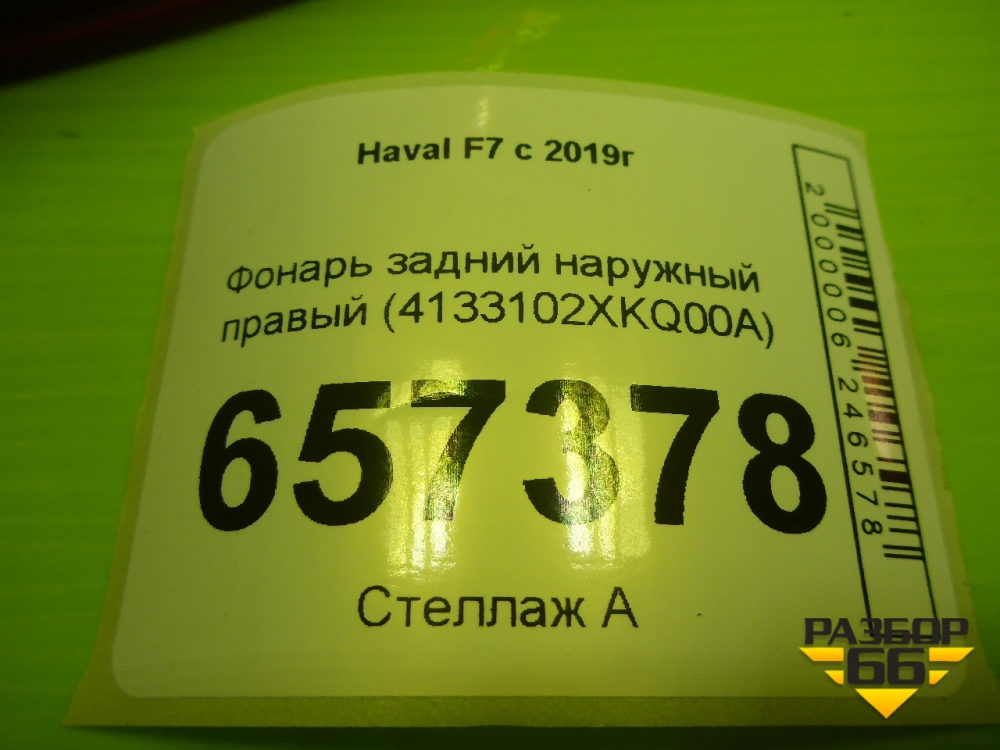 Haval F7 с 2019г
Фонарь задний наружный
правый (4133102XKQ00A)
657378
Стеллаж А
2000006246578
РАЗБОР
66